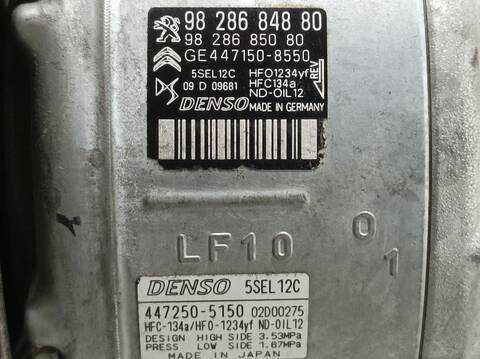 98 286 848 80
98 286 850 80
GE447150-8550
5SEL12C HFO1234yf
09 D 09681 HFC134a
ND-OIL12
REV
DENSO MADE IN GERMANY
LF10 01
DENSO 5SEL12C
447250-5150 02D00275
HFC-134a/HFO-1234yf ND-OIL12
DESIGN HIGH SIDE 3.53MPa
PRESS LOW SIDE 1.67MPa
MADE IN JAPAN